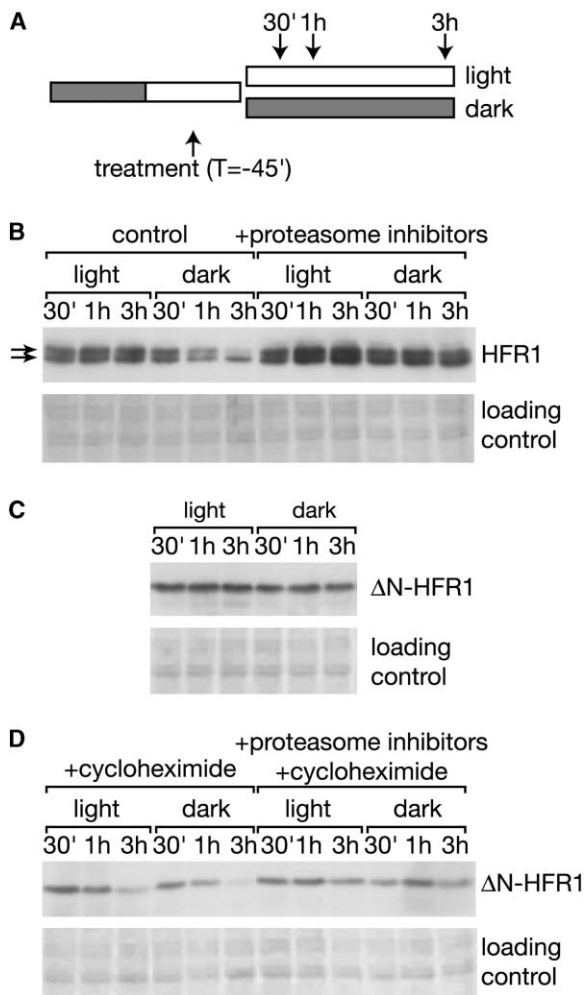 A
30' 1h 3h
light
dark
treatment (T=-45')
B
control +proteasome inhibitors
light dark light dark
30' 1h 3h 30' 1h 3h 30' 1h 3h 30' 1h 3h
HFR1
loading
control
C
light dark
30' 1h 3h 30' 1h 3h
ΔN-HFR1
loading
control
D
+proteasome inhibitors
+cycloheximide +cycloheximide
light dark light dark
30' 1h 3h 30' 1h 3h 30' 1h 3h 30' 1h 3h
ΔN-HFR1
loading
control